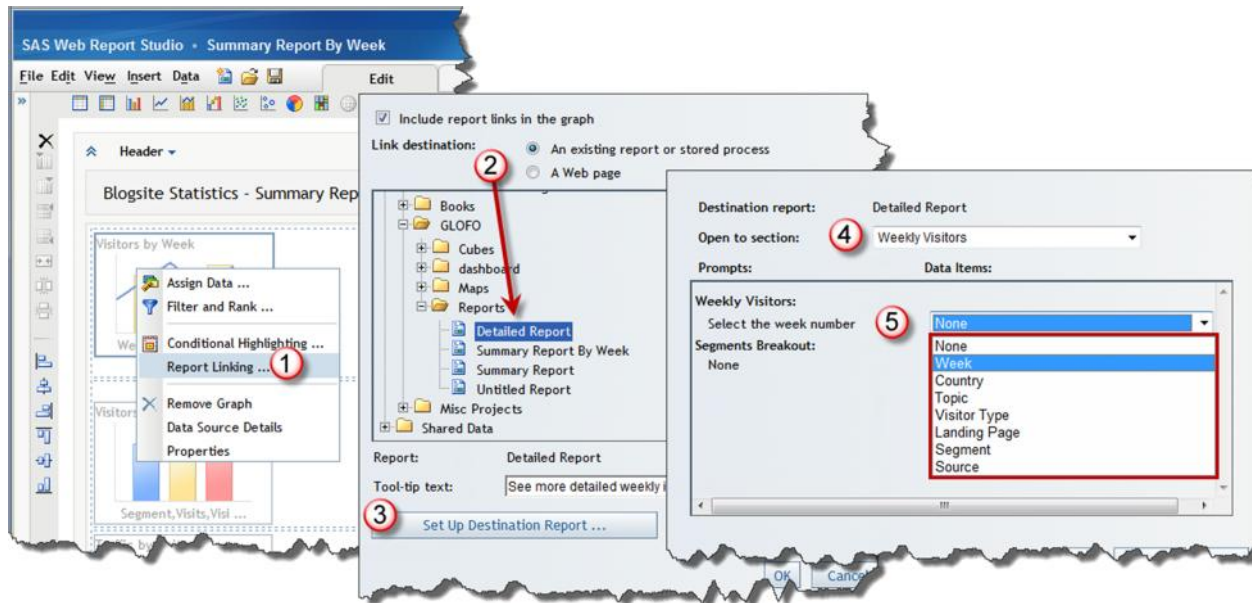 SAS Web Report Studio • Summary Report By Week
File Edit View Insert Data
Edit
Header
Blogsite Statistics - Summary Rep
Visitors by Week
Assign Data ...
Filter and Rank ...
Conditional Highlighting ...
Report Linking ...
1
Remove Graph
Data Source Details
Properties
We
Visitors
Segment,Visits,Visi ...
Include report links in the graph
Link destination:
An existing report or stored process
2
A Web page
Books
GLOFO
Cubes
dashboard
Maps
Reports
Detailed Report
Summary Report By Week
Summary Report
Untitled Report
Misc Projects
Shared Data
Report: Detailed Report
Tool-tip text: See more detailed weekly i
3
Set Up Destination Report ...
OK Cancel
Destination report: Detailed Report
Open to section: 4 Weekly Visitors
Prompts: Data Items:
Weekly Visitors:
Select the week number 5 None
Segments Breakout:
None
None
Week
Country
Topic
Visitor Type
Landing Page
Segment
Source